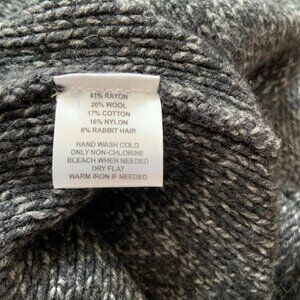 41% RAYON
20% WOOL
17% COTTON
16% NYLON
6% RABBIT HAIR
HAND WASH COLD
ONLY NON-CHLORINE
BLEACH WHEN NEEDED
DRY FLAT
WARM IRON IF NEEDED